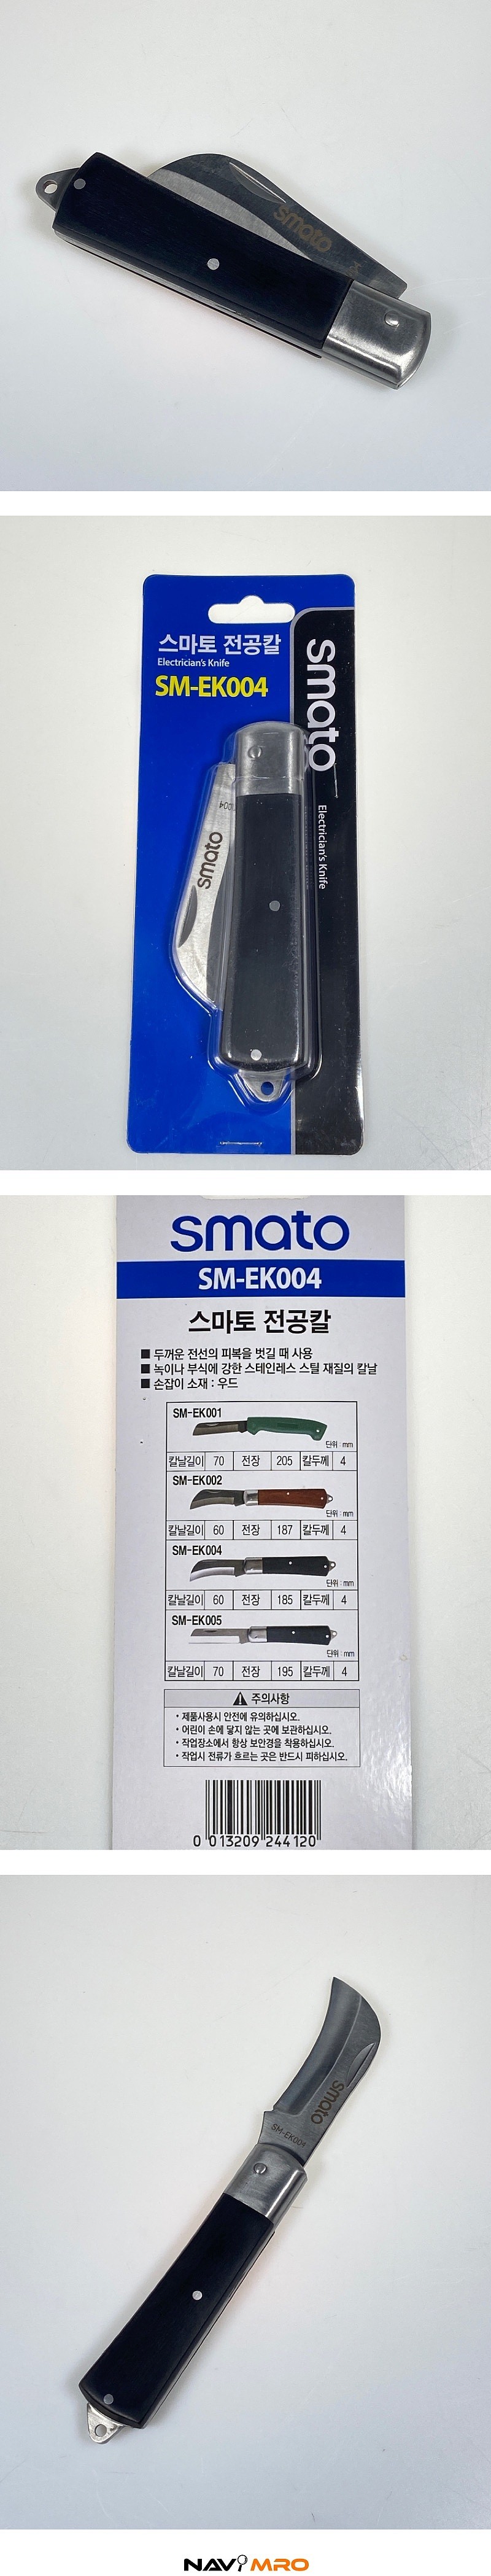 smato
스마토 전공칼
Electrician's Knife
SM-EK004
smato
Electrician's Knife
smato
smato
SM-EK004
스마토 전공칼
■ 두꺼운 전선의 피복을 벗길 때 사용
■ 녹이나 부식에 강한 스테인레스 스틸 재질의 칼날
■ 손잡이 소재 : 우드
SM-EK001
단위 : mm
칼날길이 70 전장 205 칼두께 4
SM-EK002
단위 : mm
칼날길이 60 전장 187 칼두께 4
SM-EK004
단위 : mm
칼날길이 60 전장 185 칼두께 4
SM-EK005
단위 : mm
칼날길이 70 전장 195 칼두께 4
주의사항
• 제품사용시 안전에 유의하십시오.
• 어린이 손에 닿지 않는 곳에 보관하십시오.
• 작업장소에서 항상 보안경을 착용하십시오.
• 작업시 전류가 흐르는 곳은 반드시 피하십시오.
0 013209 244120
smato
SM-EK004
NAVIMRO